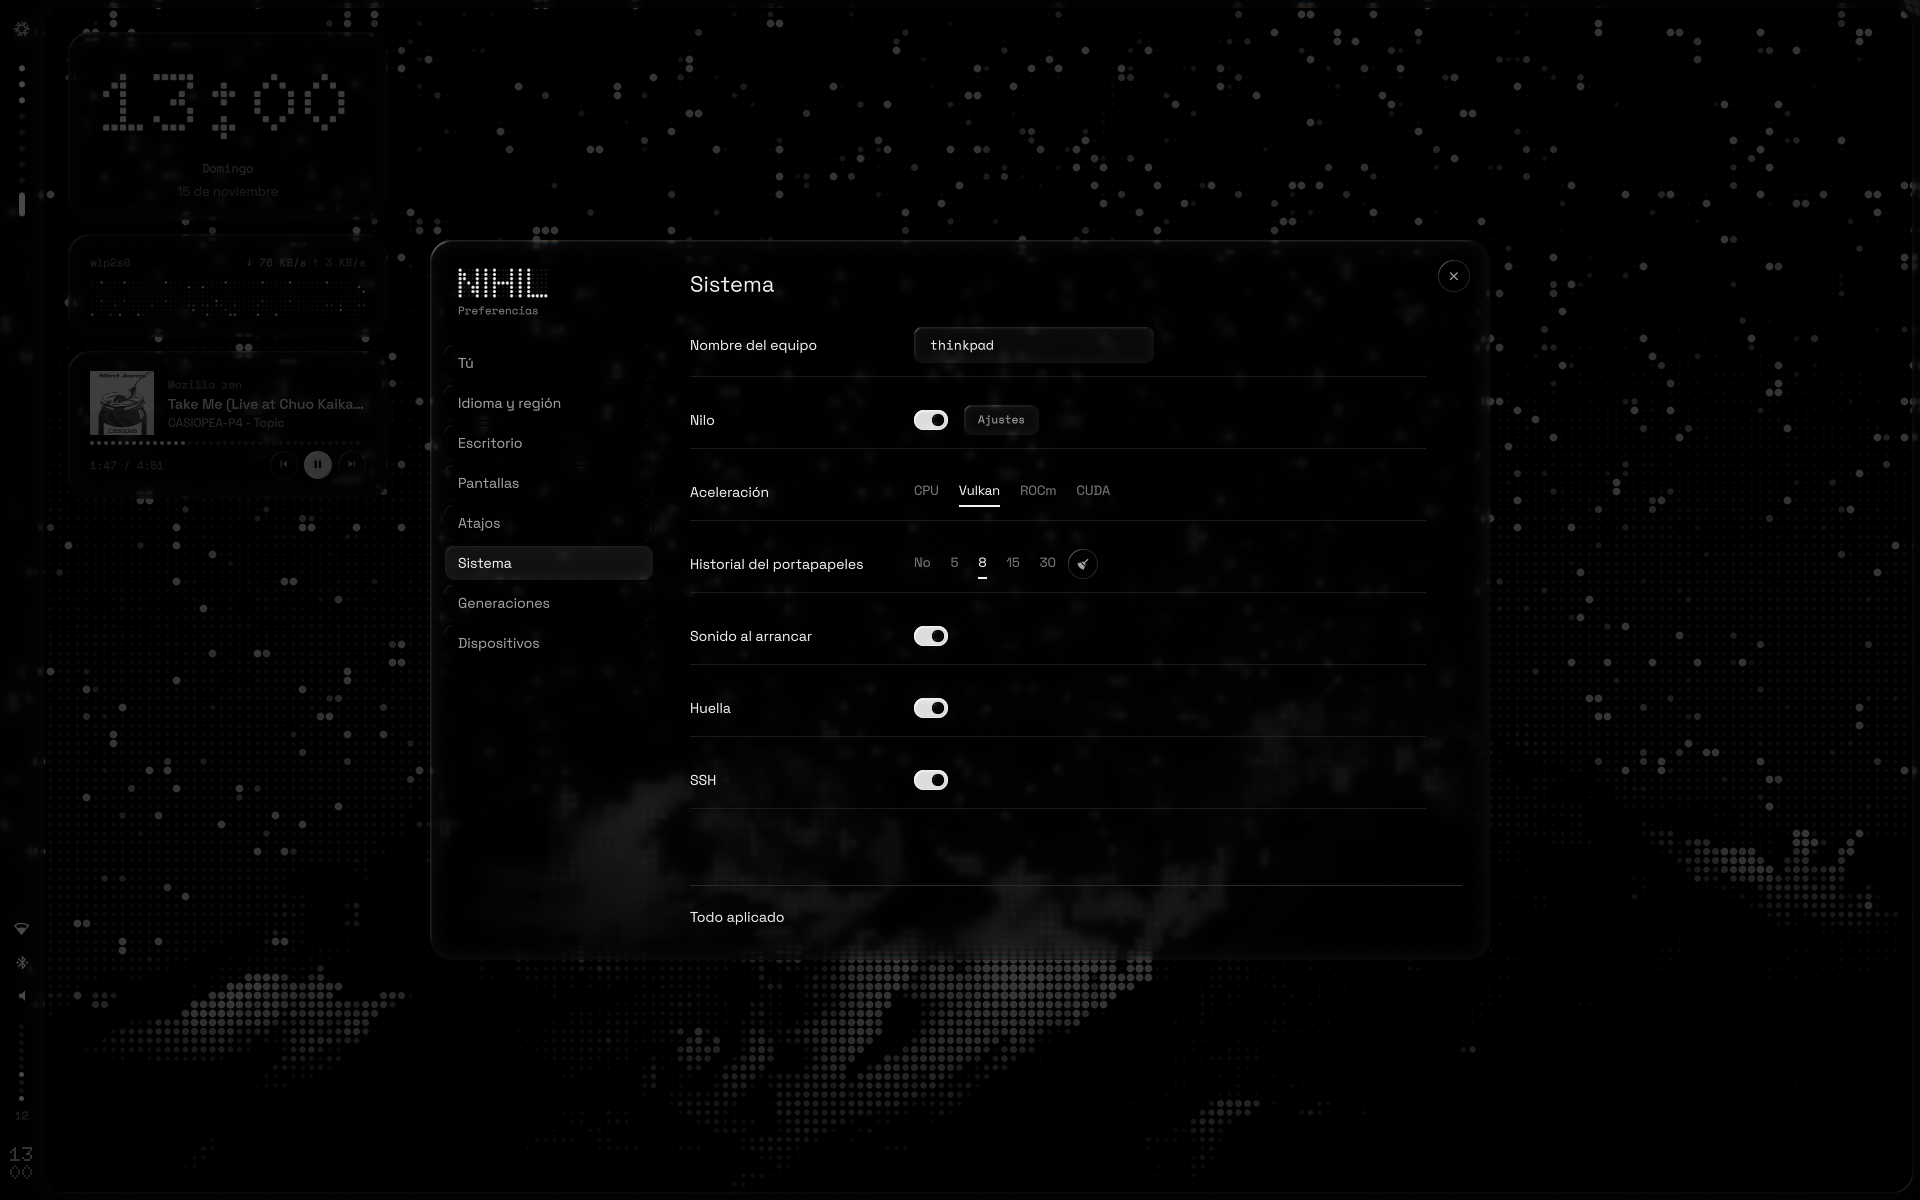 13:00
Domingo
15 de noviembre
wlp2s0 ↓ 76 KB/s ↑ 3 KB/s
Mozilla zen
Take Me (Live at Chuo Kaika...
CASIOPEA-P4 - Topic
1:47 / 4:51
12
13
00
NIHIL
Preferencias
Tú
Idioma y región
Escritorio
Pantallas
Atajos
Sistema
Generaciones
Dispositivos
Sistema
Nombre del equipo thinkpad
Nilo Ajustes
Aceleración CPU Vulkan ROCm CUDA
Historial del portapapeles No 5 8 15 30
Sonido al arrancar
Huella
SSH
Todo aplicado